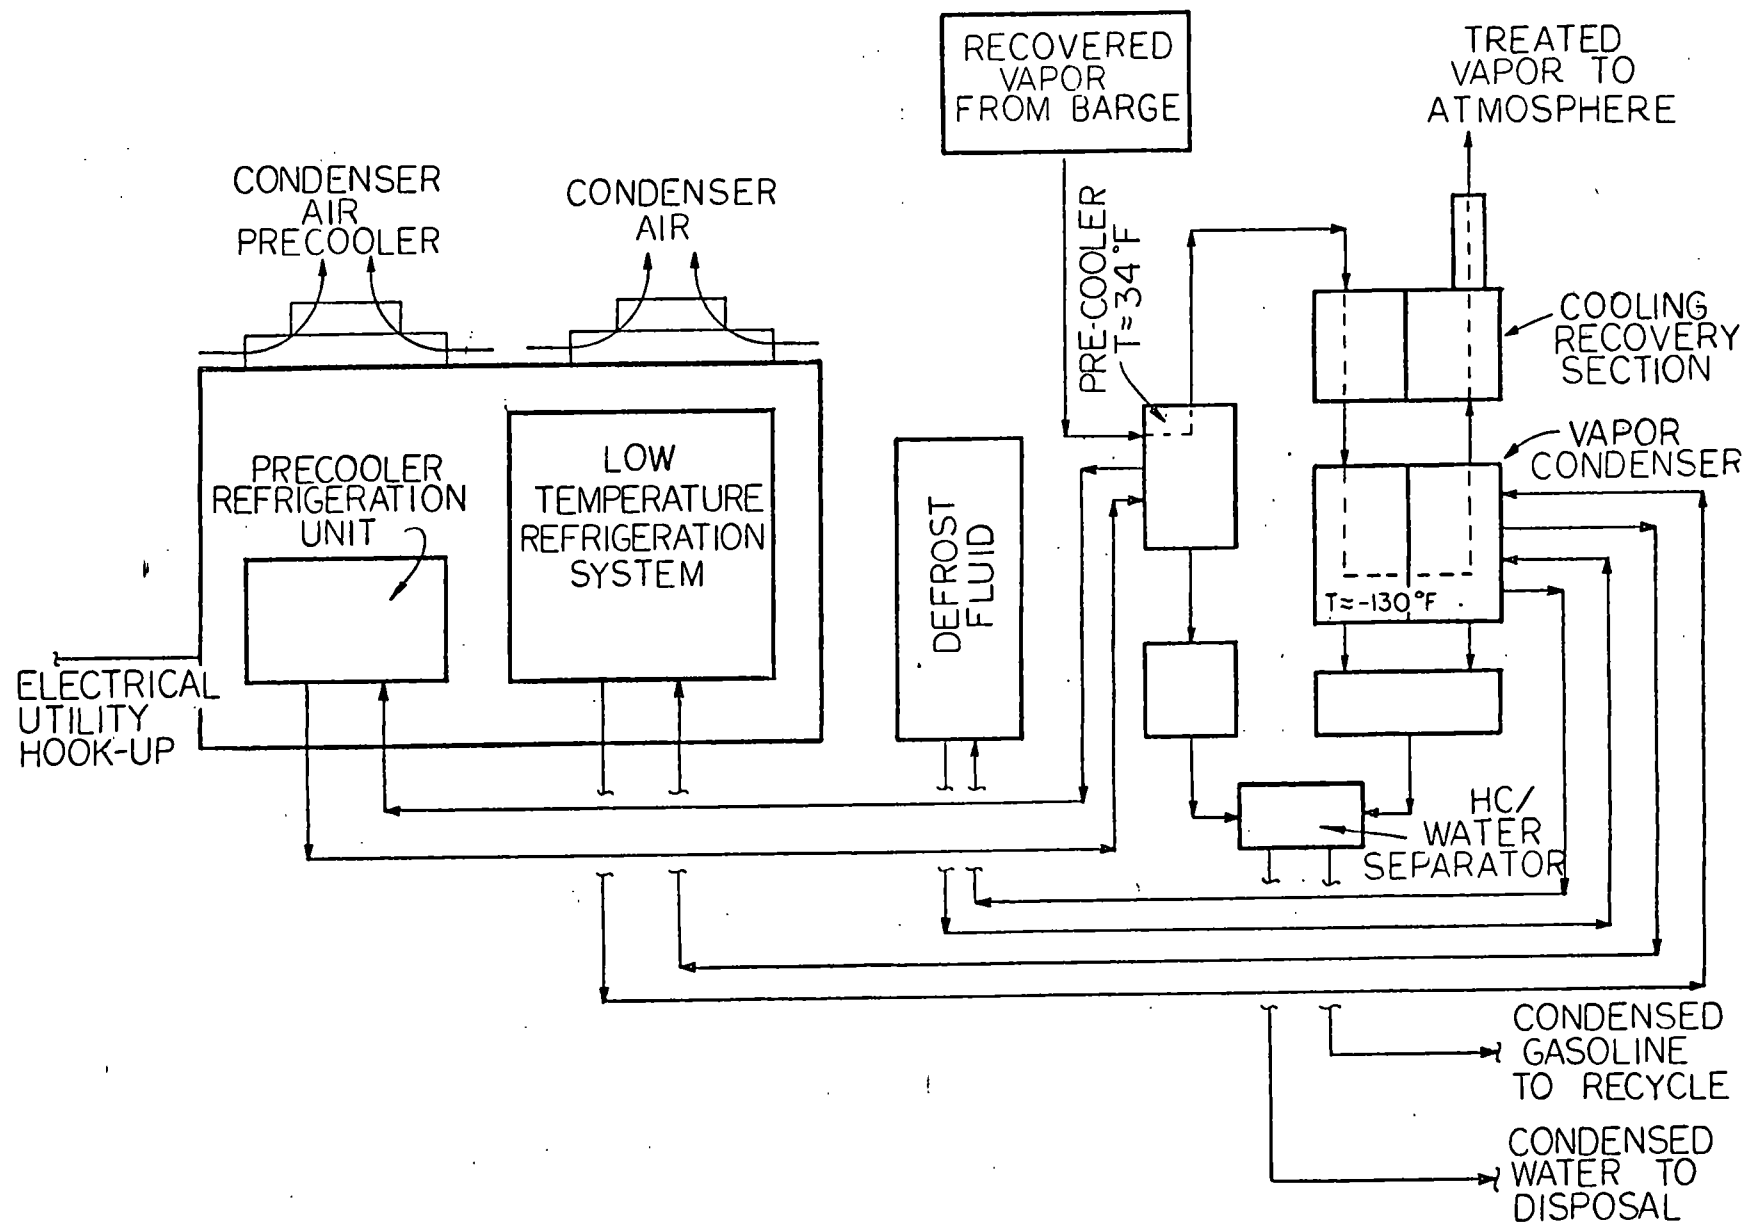 RECOVERED
VAPOR
FROM BARGE
TREATED
VAPOR TO
ATMOSPHERE
CONDENSER
AIR
PRECOOLER
CONDENSER
AIR
PRE-COOLER
T=34°F
COOLING
RECOVERY
SECTION
VAPOR
CONDENSER
PRECOOLER
REFRIGERATION
UNIT
LOW
TEMPERATURE
REFRIGERATION
SYSTEM
DEFROST
FLUID
T≈-130°F
ELECTRICAL
UTILITY
HOOK-UP
HC/
WATER
SEPARATOR
CONDENSED
GASOLINE
TO RECYCLE
CONDENSED
WATER TO
DISPOSAL